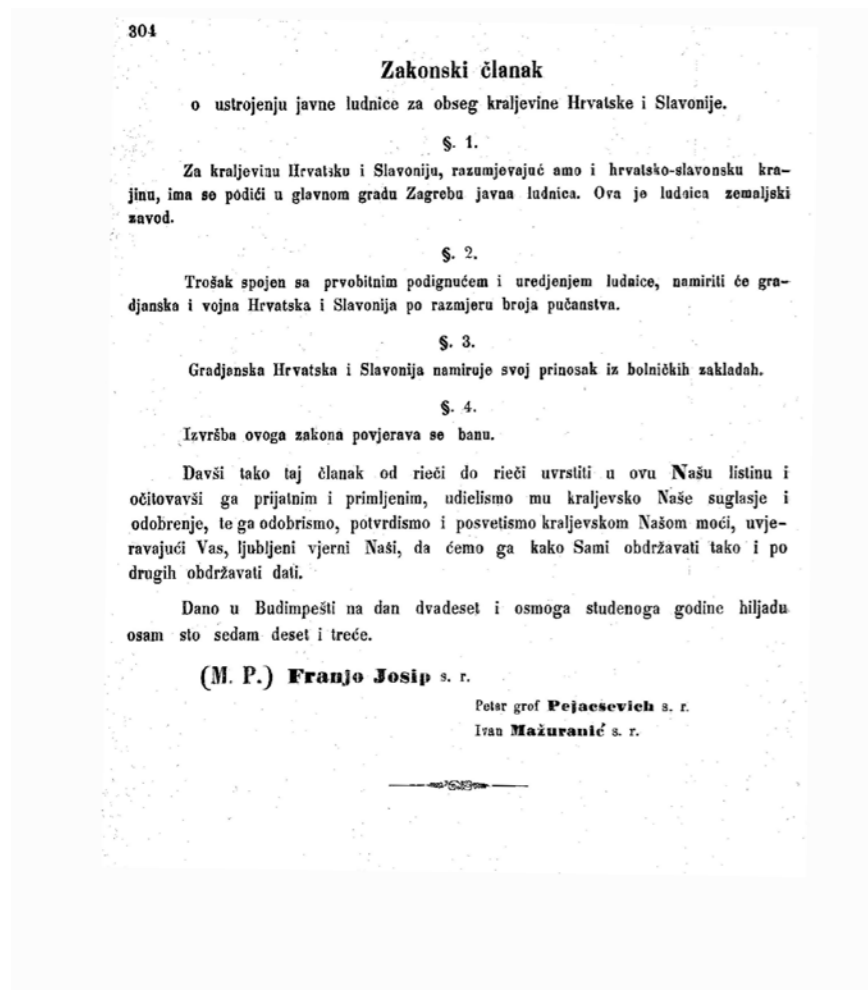 304
Zakonski članak
o ustrojenju javne ludnice za obseg kraljevine Hrvatske i Slavonije.
§. 1.
Za kraljevinu Hrvatsku i Slavoniju, razumjevajuć amo i hrvatsko-slavonsku kra-
jinu, ima se podići u glavnom gradu Zagrebu javna ludnica. Ova je ludnica zemaljski
zavod.
§. 2.
Trošak spojen sa prvobitnim podignućem i uredjenjem ludnice, namiriti će gra-
djanska i vojna Hrvatska i Slavonija po razmjeru broja pučanstva.
§. 3.
Gradjanska Hrvatska i Slavonija namiruje svoj prinosak iz bolničkih zakladah.
§. 4.
Izvršba ovoga zakona povjerava se banu.
Davši tako taj članak od rieči do rieči uvrstiti u ovu Našu listinu i
očitovavši ga prijatnim i primljenim, udielismo mu kraljevsko Naše suglasje i
odobrenje, te ga odobrismo, potvrdismo i posvetismo kraljevskom Našom moći, uvje-
ravajući Vas, ljubljeni vjerni Naši, da ćemo ga kako Sami obdržavati tako i po
drugih obdržavati dati.
Dano u Budimpešti na dan dvadeset i osmoga studenoga godine hiljadu
osam sto sedam deset i treće.
(M. P.) Franjo Josip s. r.
Petar grof Pejacsevich s. r.
Ivan Mažuranić s. r.